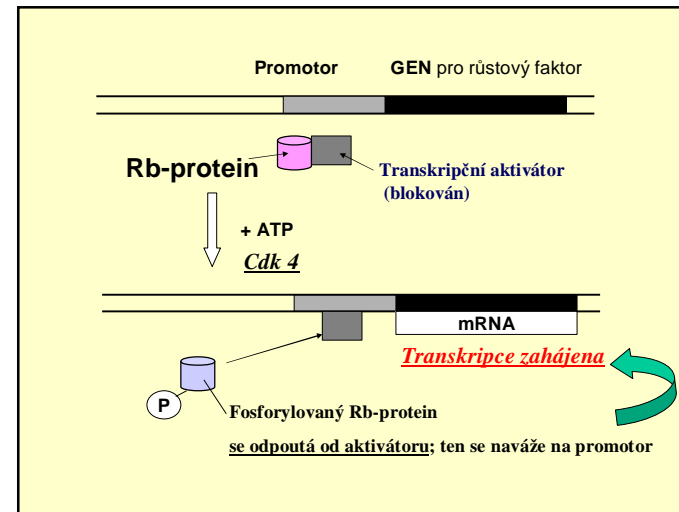 Promotor GEN pro růstový faktor
Rb-protein
Transkripční aktivátor
(blokován)
+ ATP
Cdk 4
mRNA
Transkripce zahájena
P
Fosforylovaný Rb-protein
se odpoutá od aktivátoru; ten se naváže na promotor